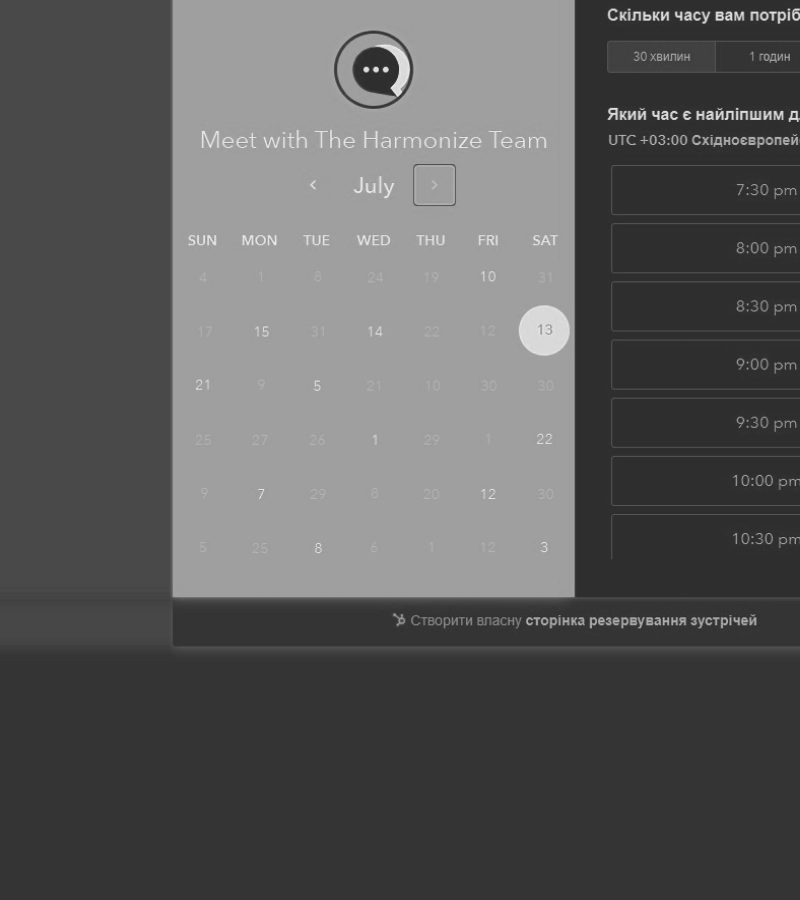 Meet with The Harmonize Team
July
SUN MON TUE WED THU FRI SAT
4 1 8 24 19 10 31
17 15 31 14 22 12 13
21 9 5 21 10 30 30
25 27 26 1 29 1 22
9 7 29 8 20 12 30
5 25 8 6 1 12 3
Скільки часу вам потріб
30 хвилин 1 годин
Який час є найліпшим д
UTC +03:00 Східноєвропей
7:30 pm
8:00 pm
8:30 pm
9:00 pm
9:30 pm
10:00 pm
10:30 pm
Створити власну сторінка резервування зустрічей